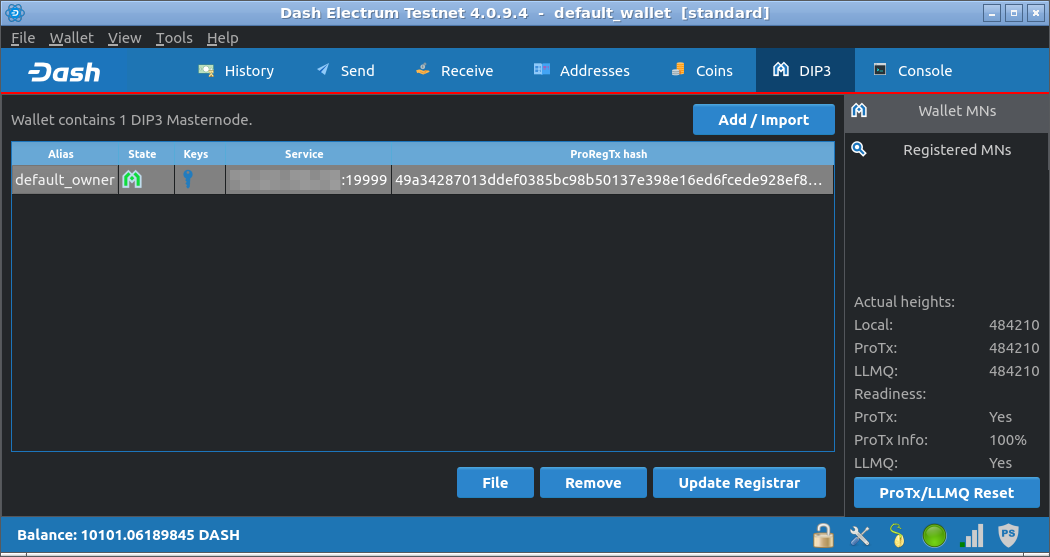 Dash Electrum Testnet 4.0.9.4 - default_wallet [standard]
File Wallet View Tools Help
Dash History Send Receive Addresses Coins DIP3 Console
Wallet contains 1 DIP3 Masternode.
Add / Import
Wallet MNs
Registered MNs
Alias State Keys Service ProRegTx hash
default_owner :19999 49a34287013ddef0385bc98b50137e398e16ed6fcede928ef8...
Actual heights:
Local: 484210
ProTx: 484210
LLMQ: 484210
Readiness:
ProTx: Yes
ProTx Info: 100%
LLMQ: Yes
File Remove Update Registrar
ProTx/LLMQ Reset
Balance: 10101.06189845 DASH
PS